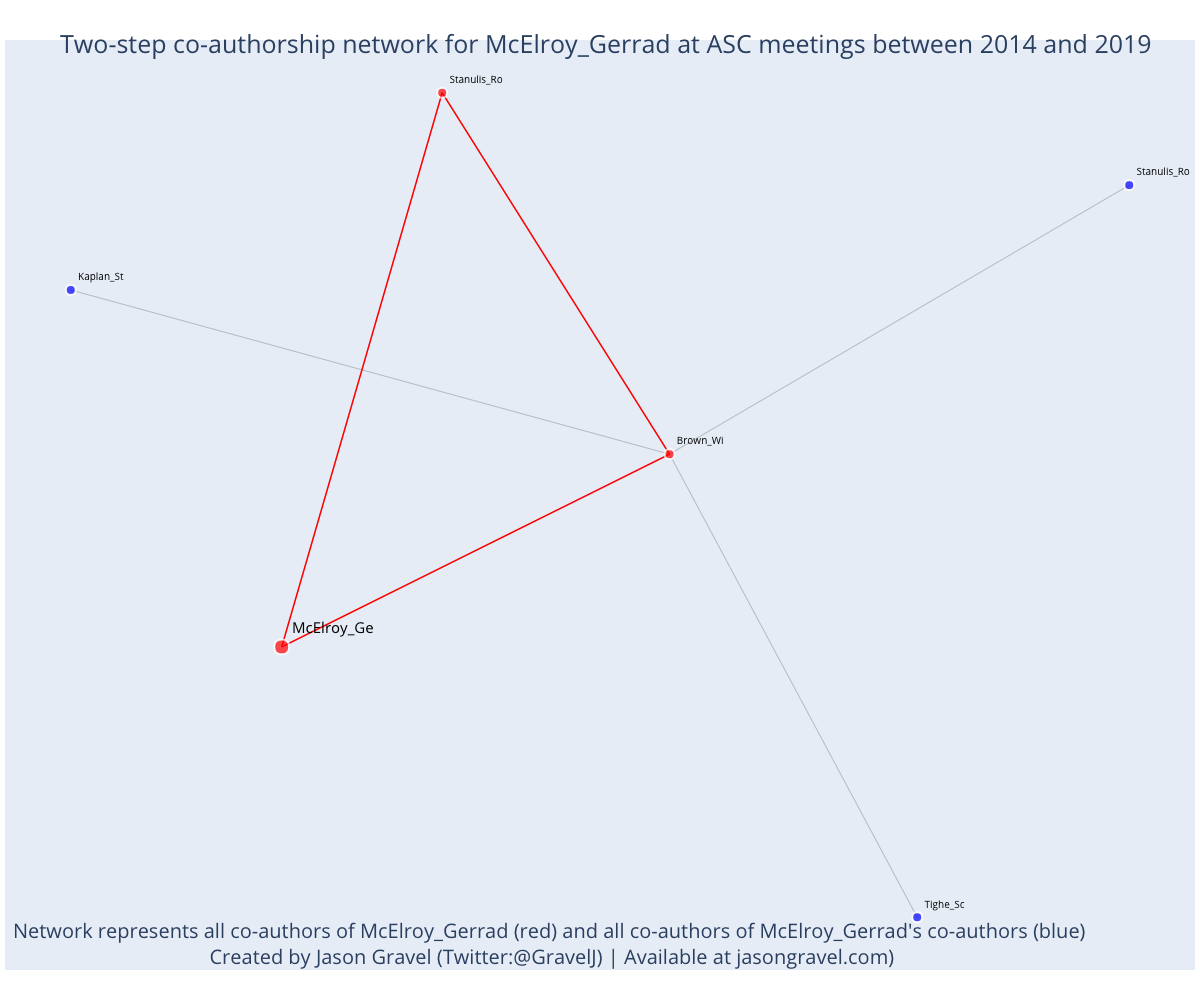 Two-step co-authorship network for McElroy_Gerrad at ASC meetings between 2014 and 2019
Stanulis_Ro
Stanulis_Ro
Kaplan_St
Brown_Wi
McElroy_Ge
Tighe_Sc
Network represents all co-authors of McElroy_Gerrad (red) and all co-authors of McElroy_Gerrad's co-authors (blue)
Created by Jason Gravel (Twitter:@GravelJ) | Available at jasongravel.com)